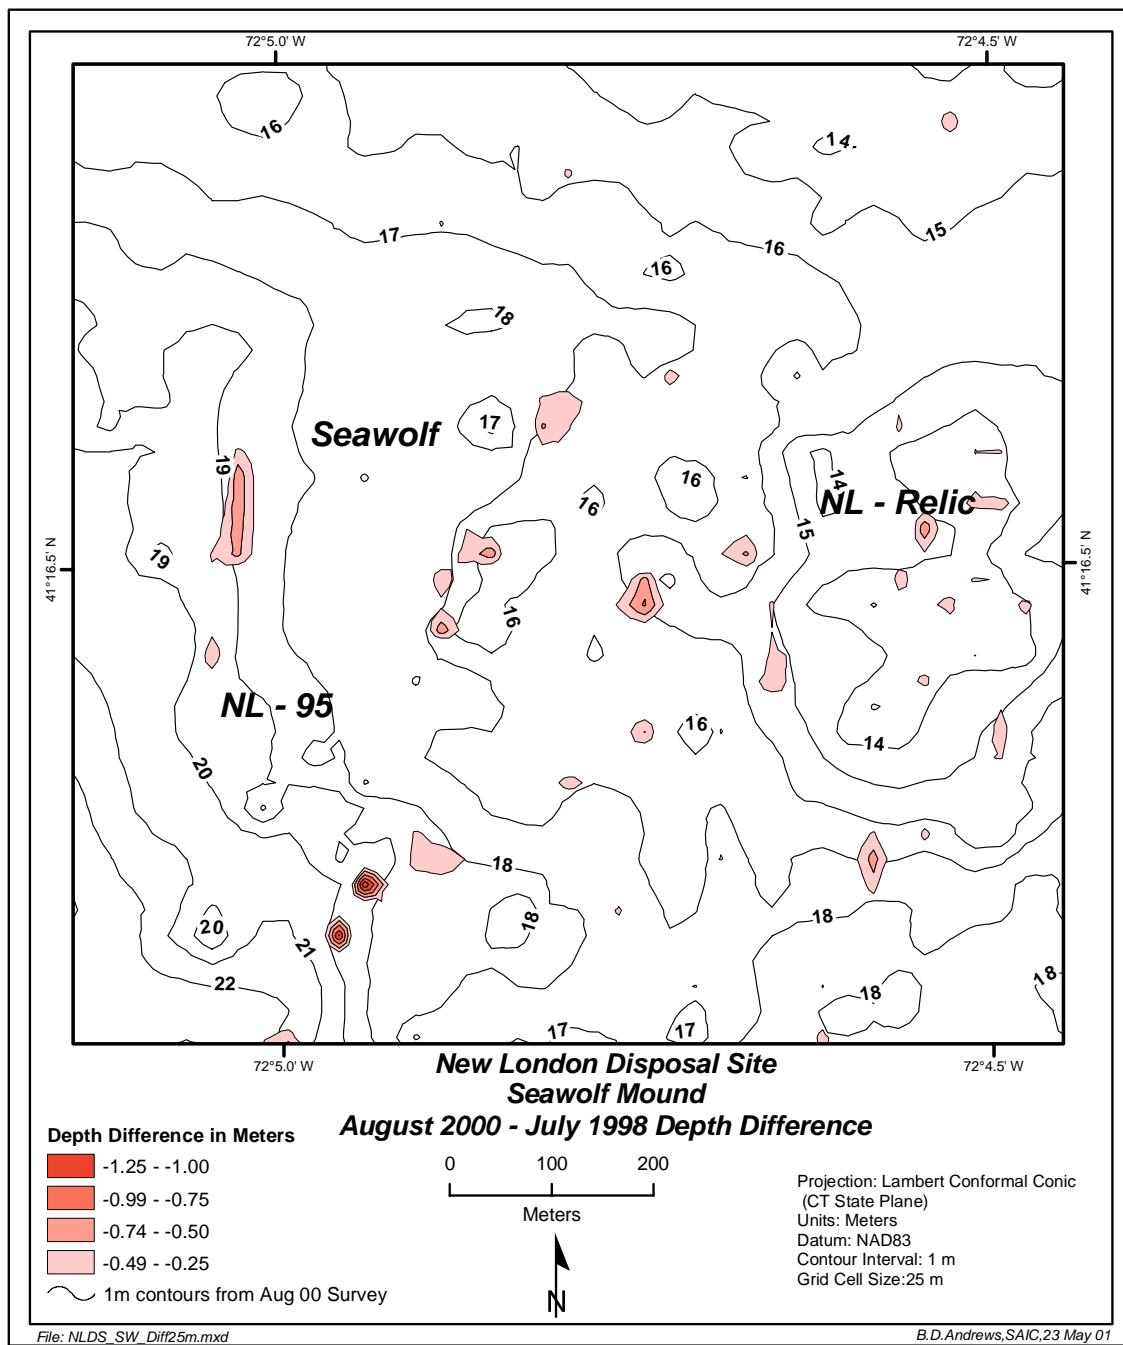 72°5.0' W
72°4.5' W
16
14.
15
17
16
16
18
17
Seawolf
19
16
14
NL - Relic
16
15
19
41°16.5' N
41°16.5' N
16
NL - 95
16
14
20
18
18
18
20
21
22
18
18
17
17
72°5.0' W
72°4.5' W
New London Disposal Site
Seawolf Mound
August 2000 - July 1998 Depth Difference
Depth Difference in Meters
-1.25 - -1.00
-0.99 - -0.75
-0.74 - -0.50
-0.49 - -0.25
1m contours from Aug 00 Survey
0 100 200
Meters
N
Projection: Lambert Conformal Conic
(CT State Plane)
Units: Meters
Datum: NAD83
Contour Interval: 1 m
Grid Cell Size:25 m
File: NLDS_SW_Diff25m.mxd
B.D.Andrews,SAIC,23 May 01